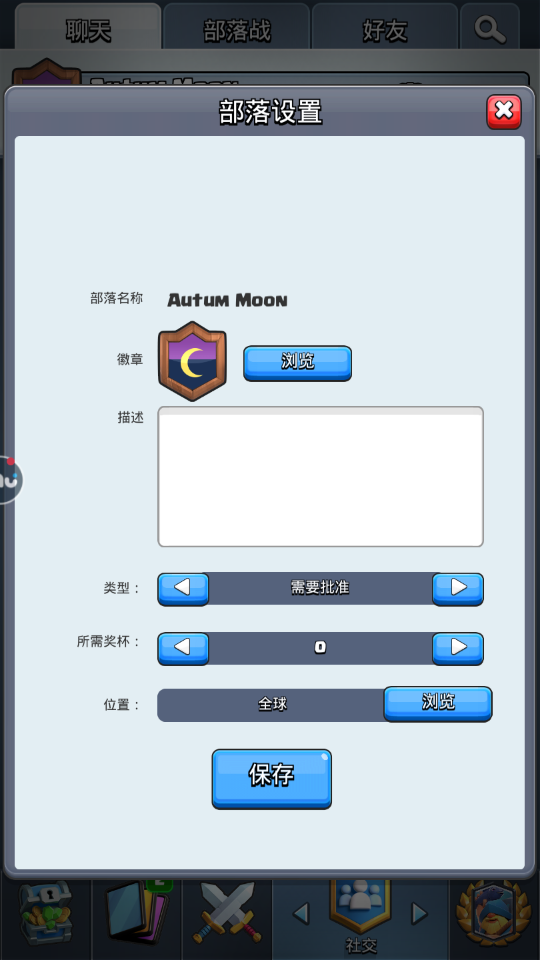 聊天
部落战
好友
Autum Moon
部落设置
部落名称
Autum Moon
徽章
浏览
描述
类型：
需要批准
所需奖杯：
0
位置：
全球
浏览
保存
社交